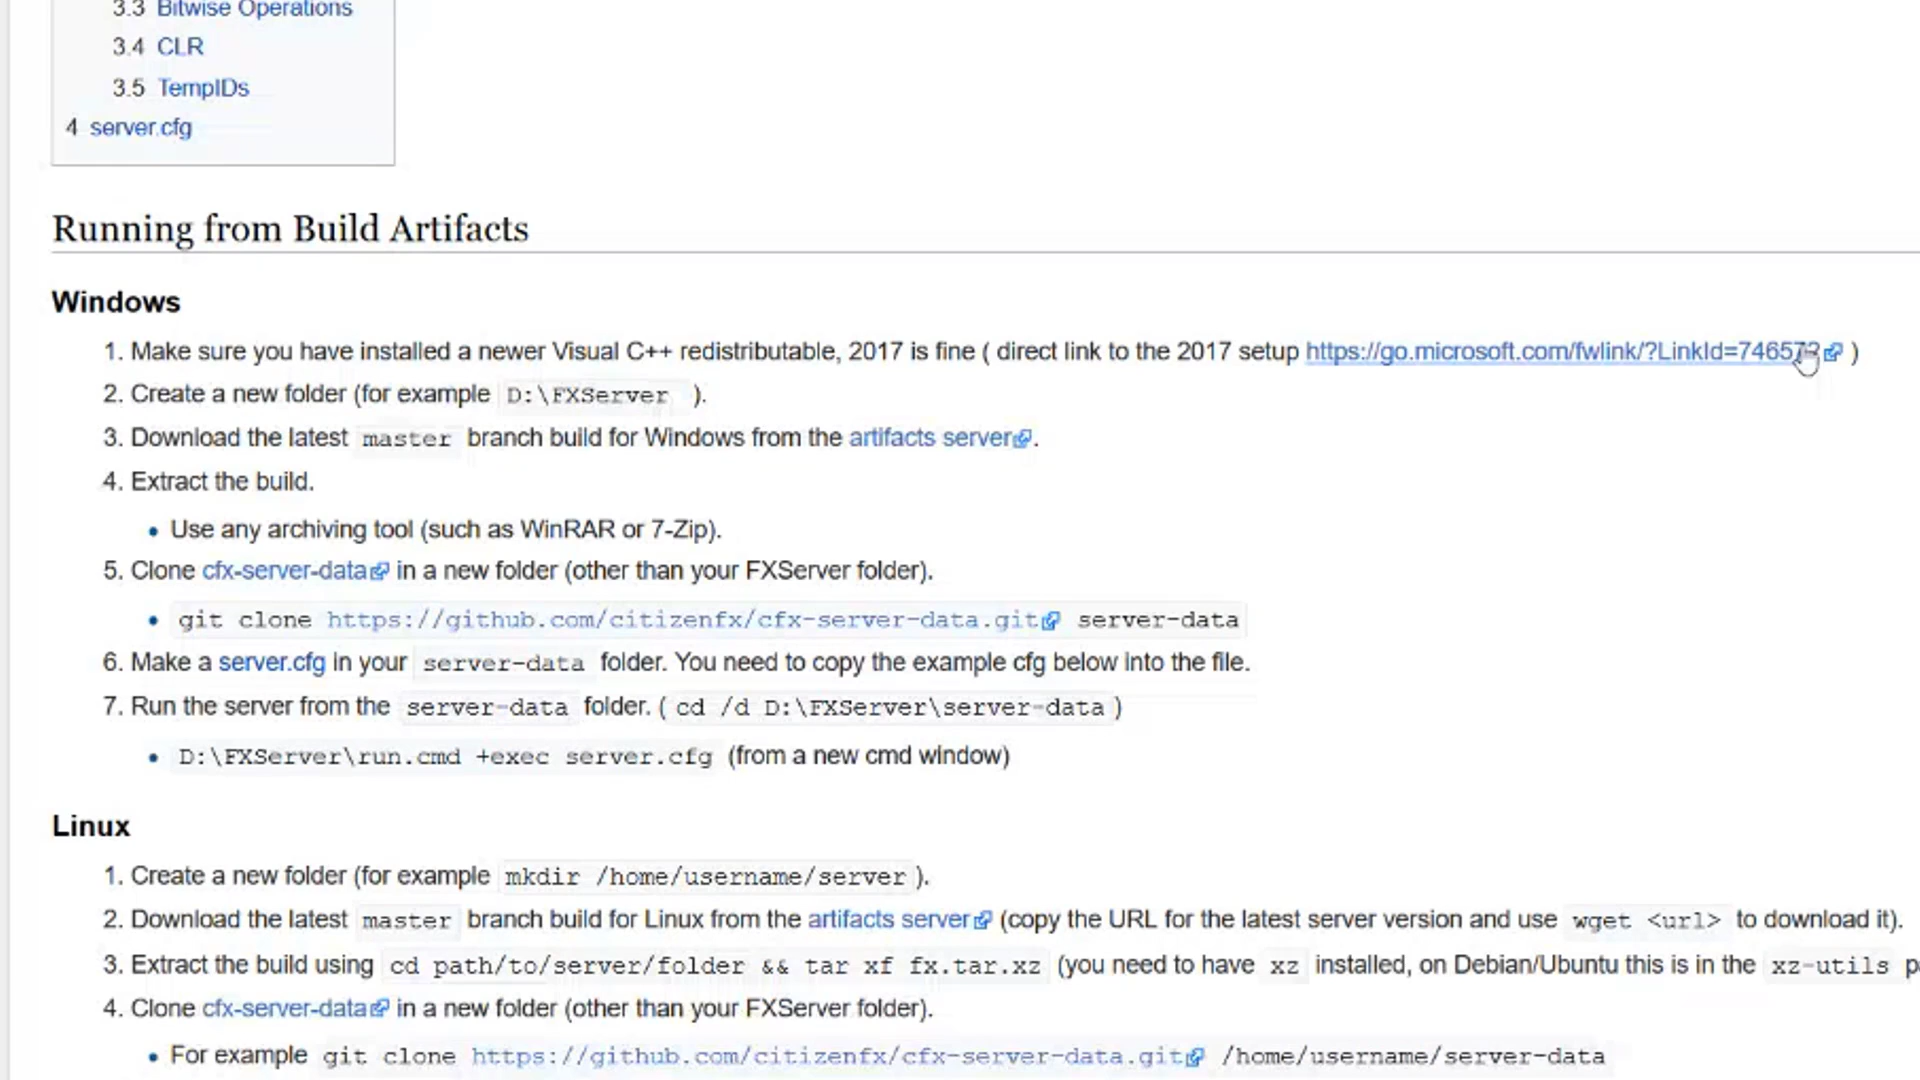 3.3 Bitwise Operations
3.4 CLR
3.5 TempIDs
4 server.cfg
Running from Build Artifacts
Windows
1. Make sure you have installed a newer Visual C++ redistributable, 2017 is fine ( direct link to the 2017 setup https://go.microsoft.com/fwlink/?LinkId=74657 )
2. Create a new folder (for example D:\FXServer ).
3. Download the latest master branch build for Windows from the artifacts server.
4. Extract the build.
• Use any archiving tool (such as WinRAR or 7-Zip).
5. Clone cfx-server-data in a new folder (other than your FXServer folder).
• git clone https://github.com/citizenfx/cfx-server-data.git server-data
6. Make a server.cfg in your server-data folder. You need to copy the example cfg below into the file.
7. Run the server from the server-data folder. ( cd /d D:\FXServer\server-data )
• D:\FXServer\run.cmd +exec server.cfg (from a new cmd window)
Linux
1. Create a new folder (for example mkdir /home/username/server ).
2. Download the latest master branch build for Linux from the artifacts server (copy the URL for the latest server version and use wget <url> to download it).
3. Extract the build using cd path/to/server/folder && tar xf fx.tar.xz (you need to have xz installed, on Debian/Ubuntu this is in the xz-utils
4. Clone cfx-server-data in a new folder (other than your FXServer folder).
• For example git clone https://github.com/citizenfx/cfx-server-data.git /home/username/server-data